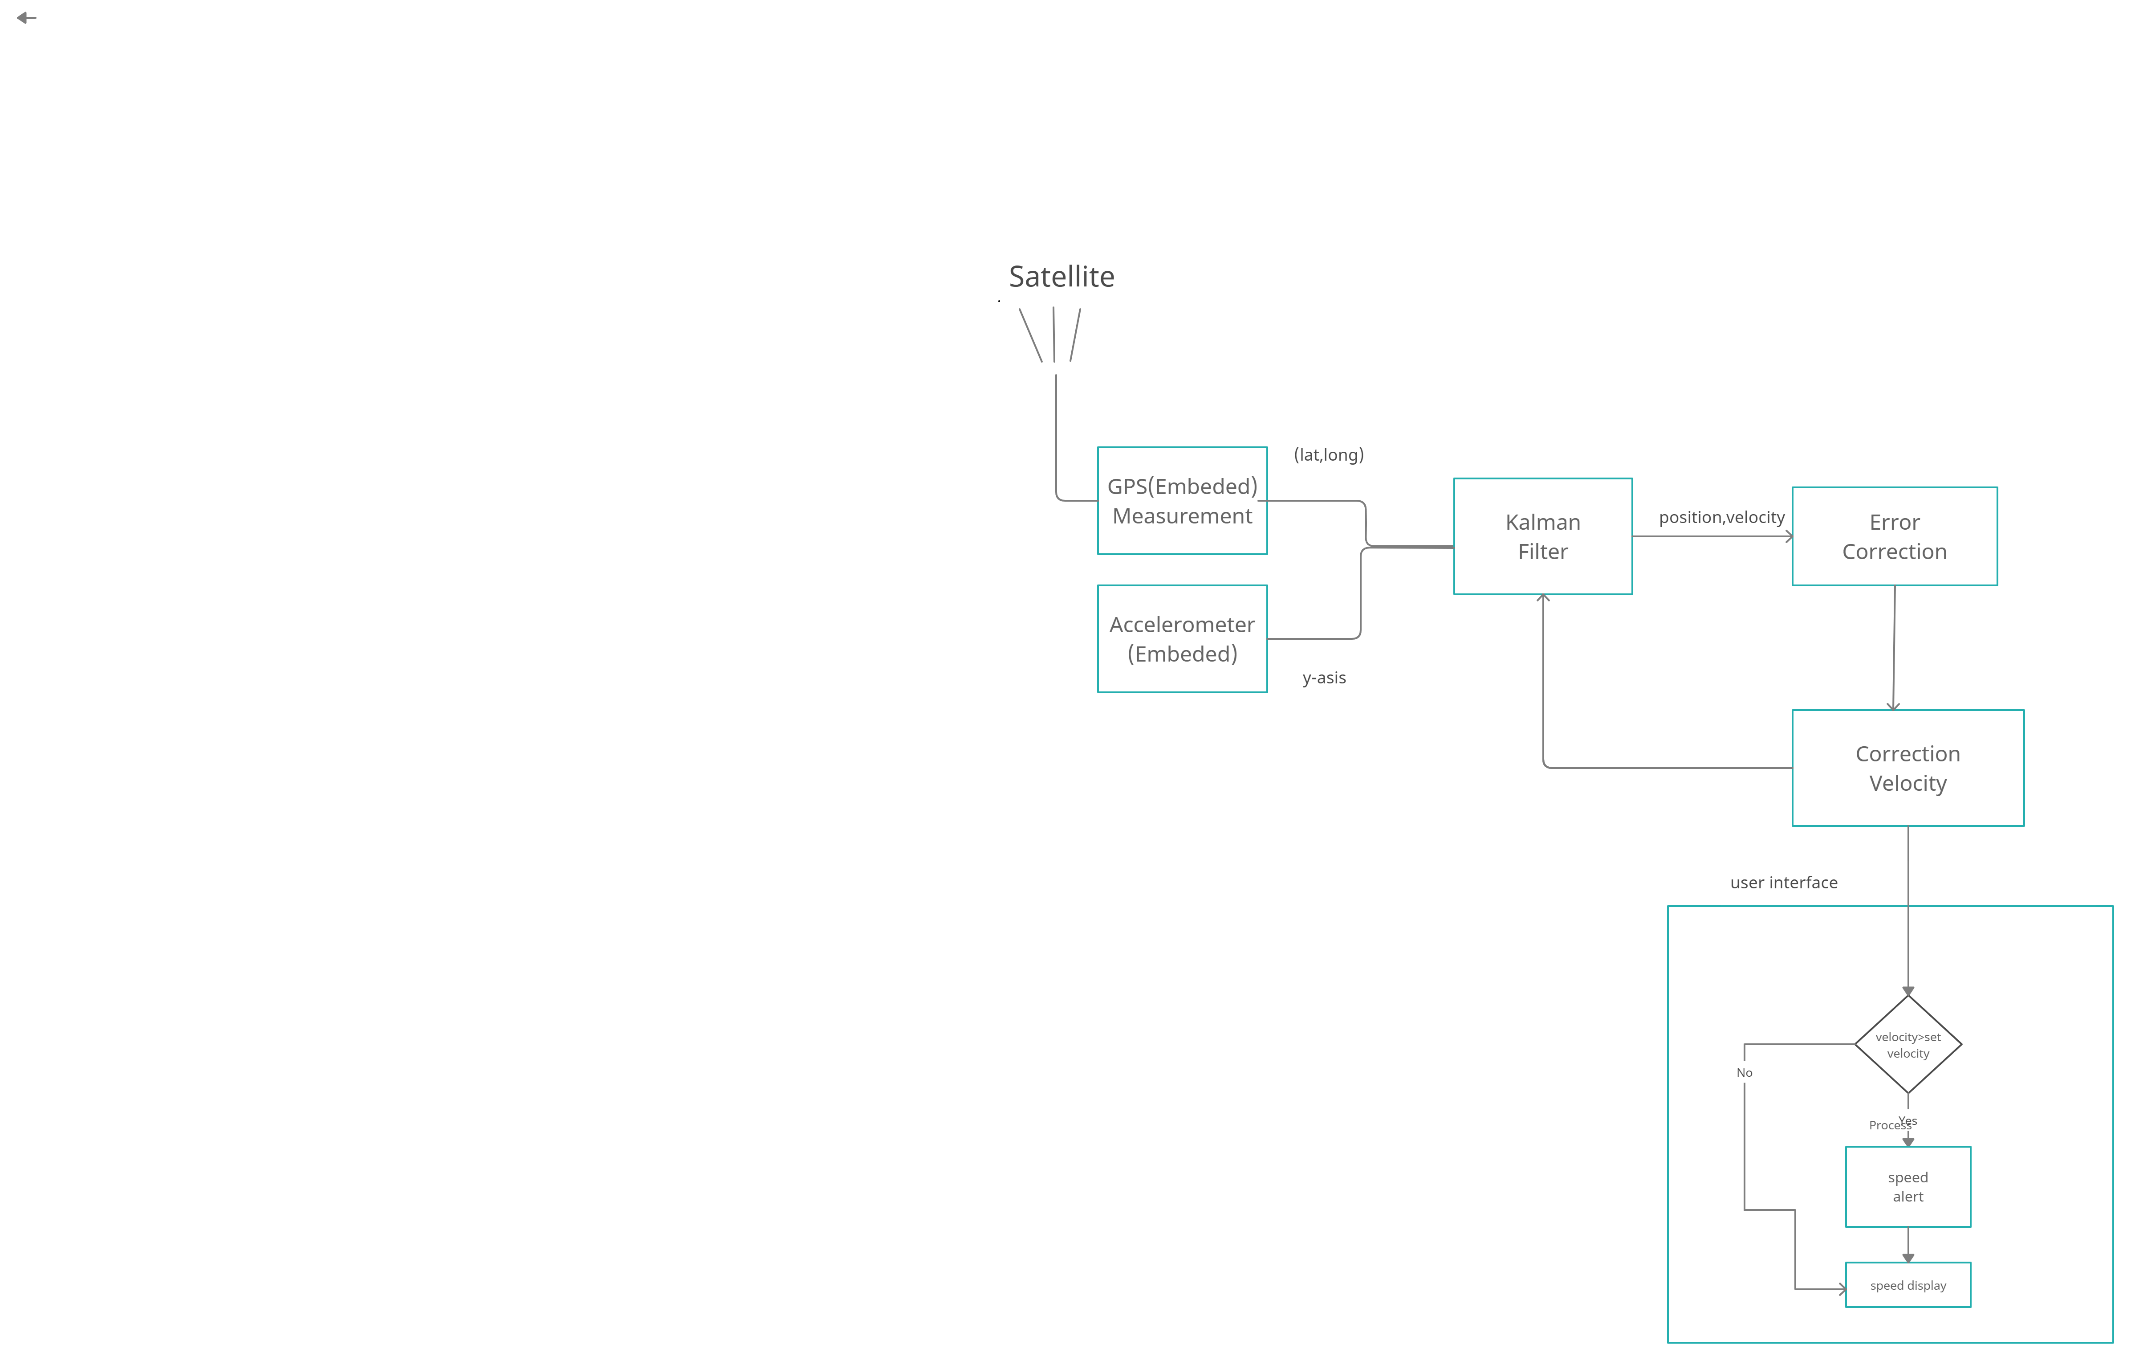 Satellite
GPS(Embeded)
Measurement
(lat,long)
Accelerometer
(Embeded)
y-asis
Kalman
Filter
position,velocity
Error
Correction
Correction
Velocity
user interface
velocity>set
velocity
No
Yes
Process
speed
alert
speed display